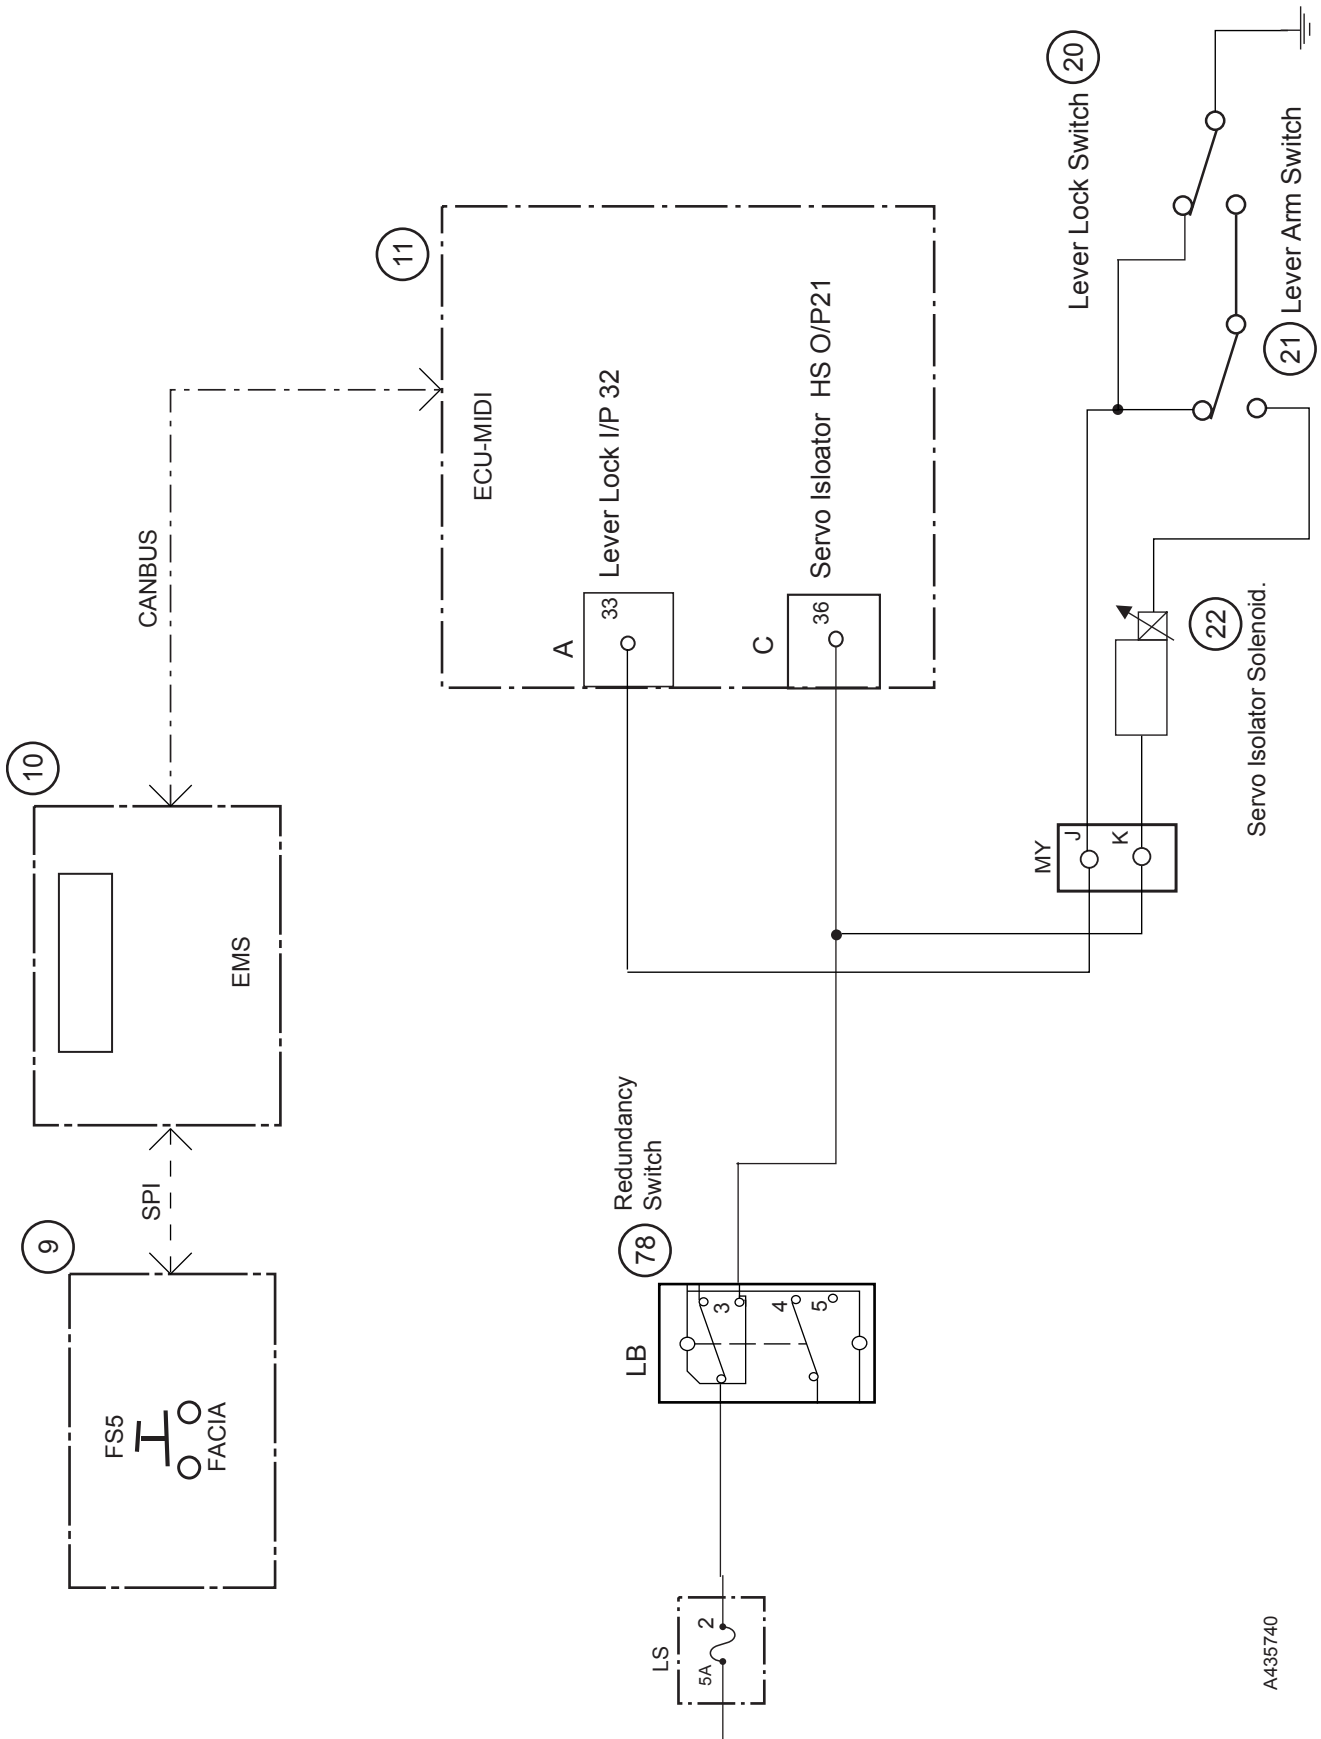 9
FS5
FACIA
SPI
10
EMS
CANBUS
11
ECU-MIDI
A
33
Lever Lock I/P 32
C
36
Servo Isloator HS O/P21
LS
5A
2
LB
78
Redundancy
Switch
3
4
5
MY
J
K
22
Servo Isolator Solenoid.
Lever Lock Switch
20
21
Lever Arm Switch
A435740